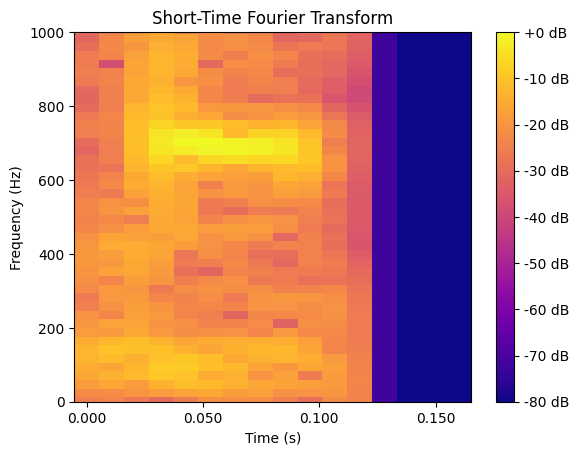 Short-Time Fourier Transform
1000
800
600
400
200
0
Frequency (Hz)
0.000
0.050
0.100
0.150
Time (s)
+0 dB
-10 dB
-20 dB
-30 dB
-40 dB
-50 dB
-60 dB
-70 dB
-80 dB